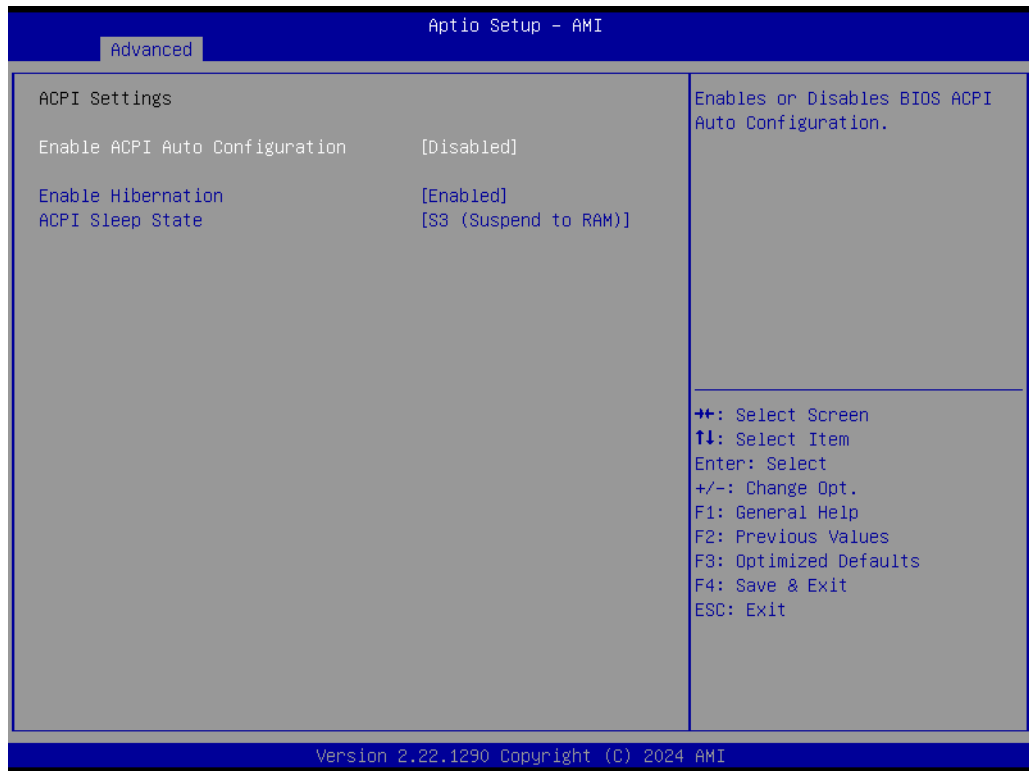 Aptio Setup – AMI
Advanced
ACPI Settings
Enable ACPI Auto Configuration [Disabled]
Enable Hibernation [Enabled]
ACPI Sleep State [S3 (Suspend to RAM)]
Enables or Disables BIOS ACPI
Auto Configuration.
→←: Select Screen
↑↓: Select Item
Enter: Select
+/-: Change Opt.
F1: General Help
F2: Previous Values
F3: Optimized Defaults
F4: Save & Exit
ESC: Exit
Version 2.22.1290 Copyright (C) 2024 AMI